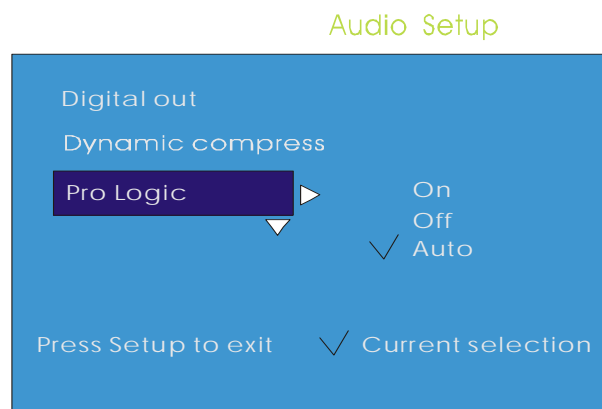 Audio Setup
Digital out
Dynamic compress
Pro Logic
On
Off
Auto
Press Setup to exit
Current selection